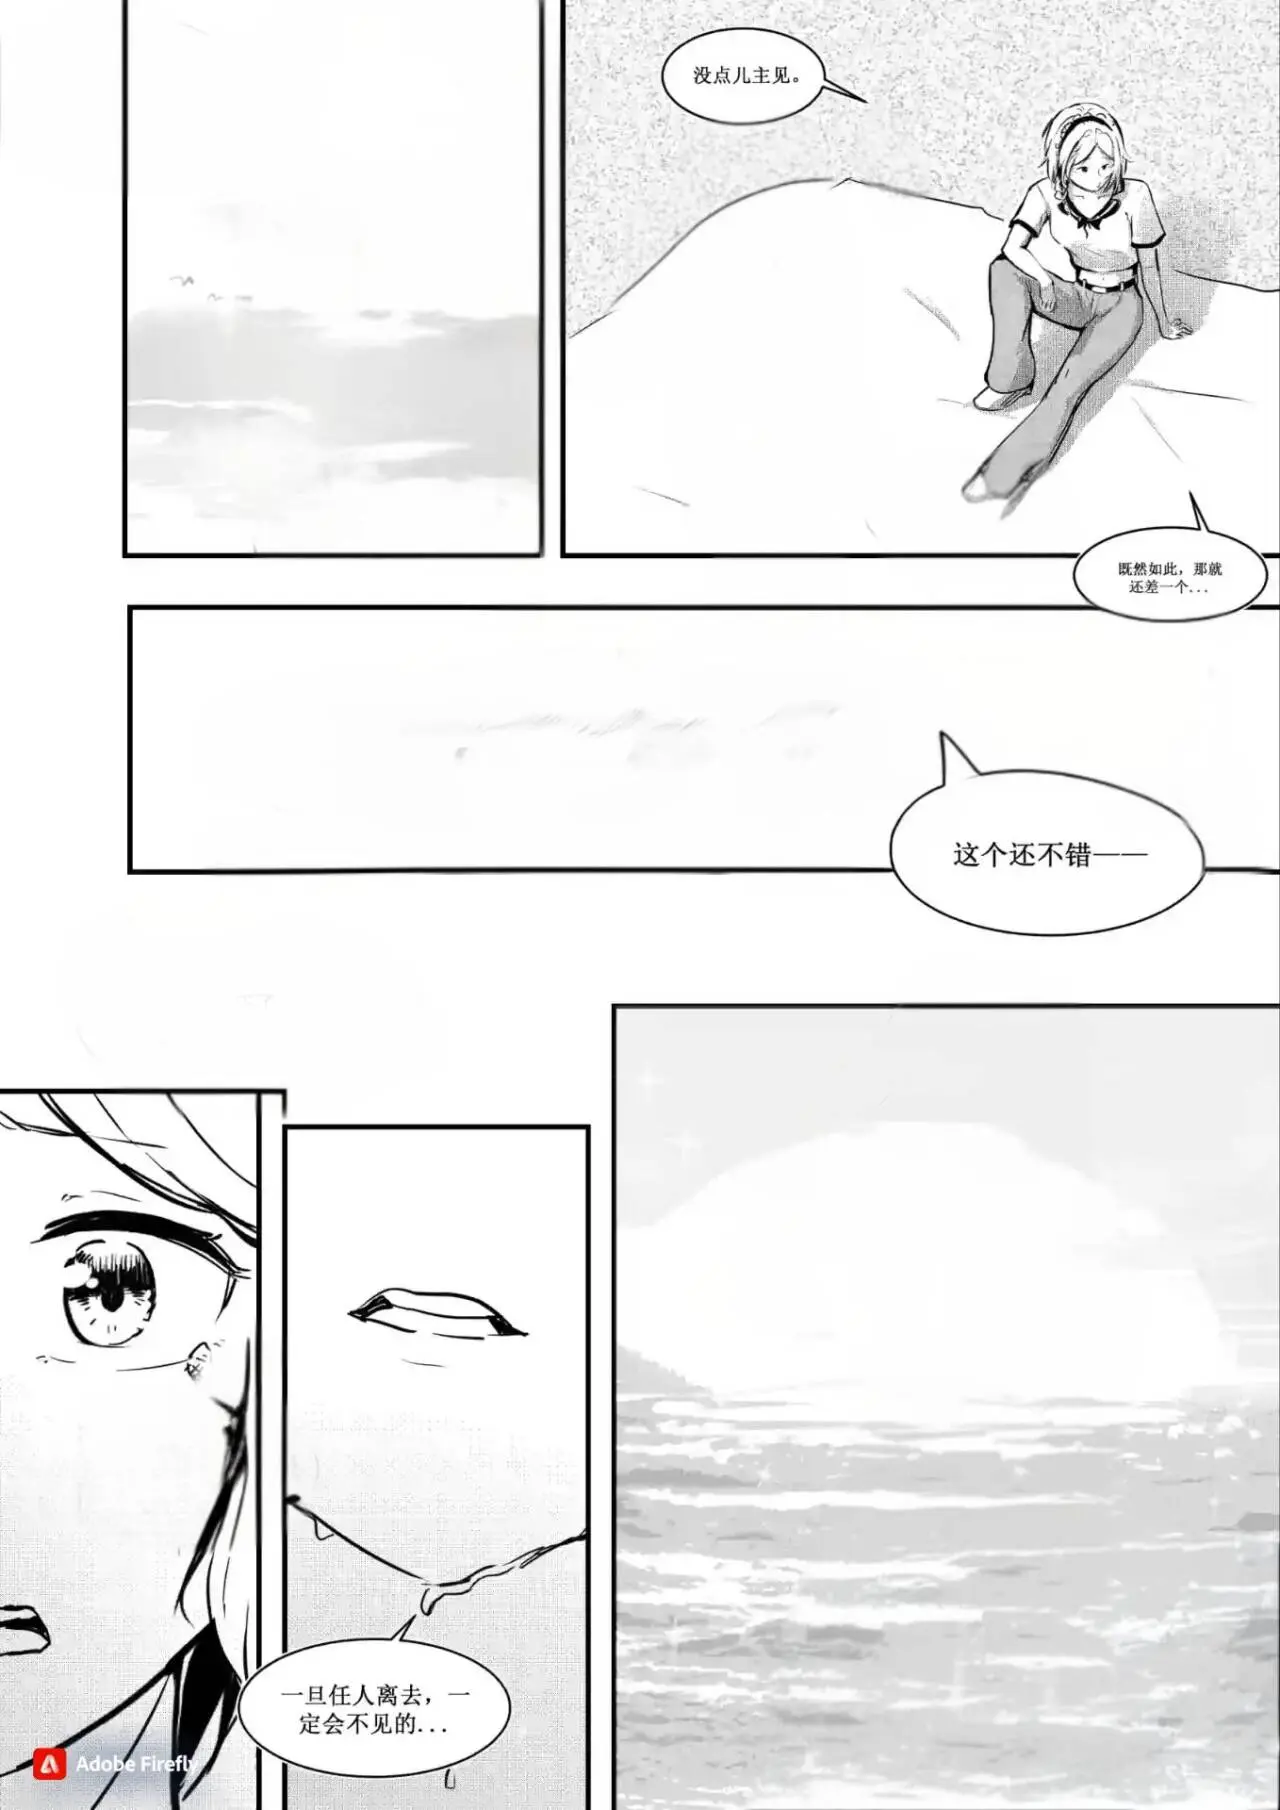 没点儿主见。
既然如此，那就
还差一个...
这个还不错——
一旦任人离去，一
定会不见的...
Adobe Firefly